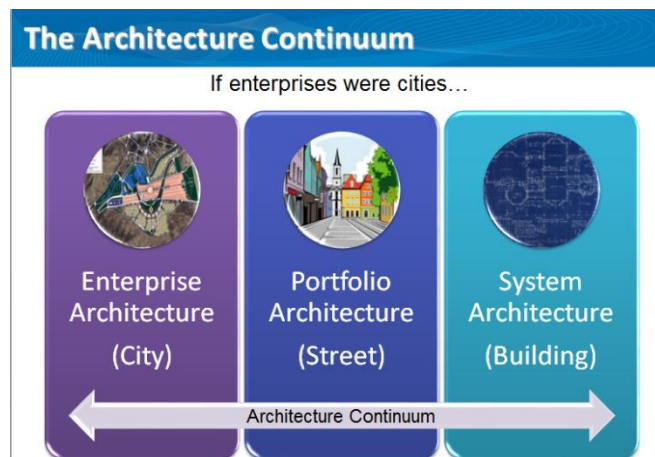 The Architecture Continuum
If enterprises were cities...
Enterprise
Architecture
(City)
Portfolio
Architecture
(Street)
System
Architecture
(Building)
Architecture Continuum